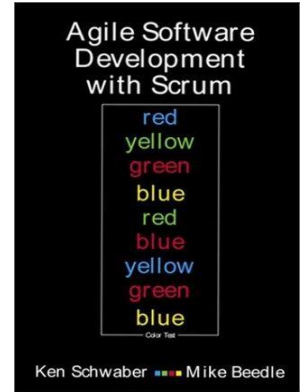 Agile Software
Development
with Scrum
red
yellow
green
blue
red
blue
yellow
green
blue
Color Test
Ken Schwaber Mike Beedle